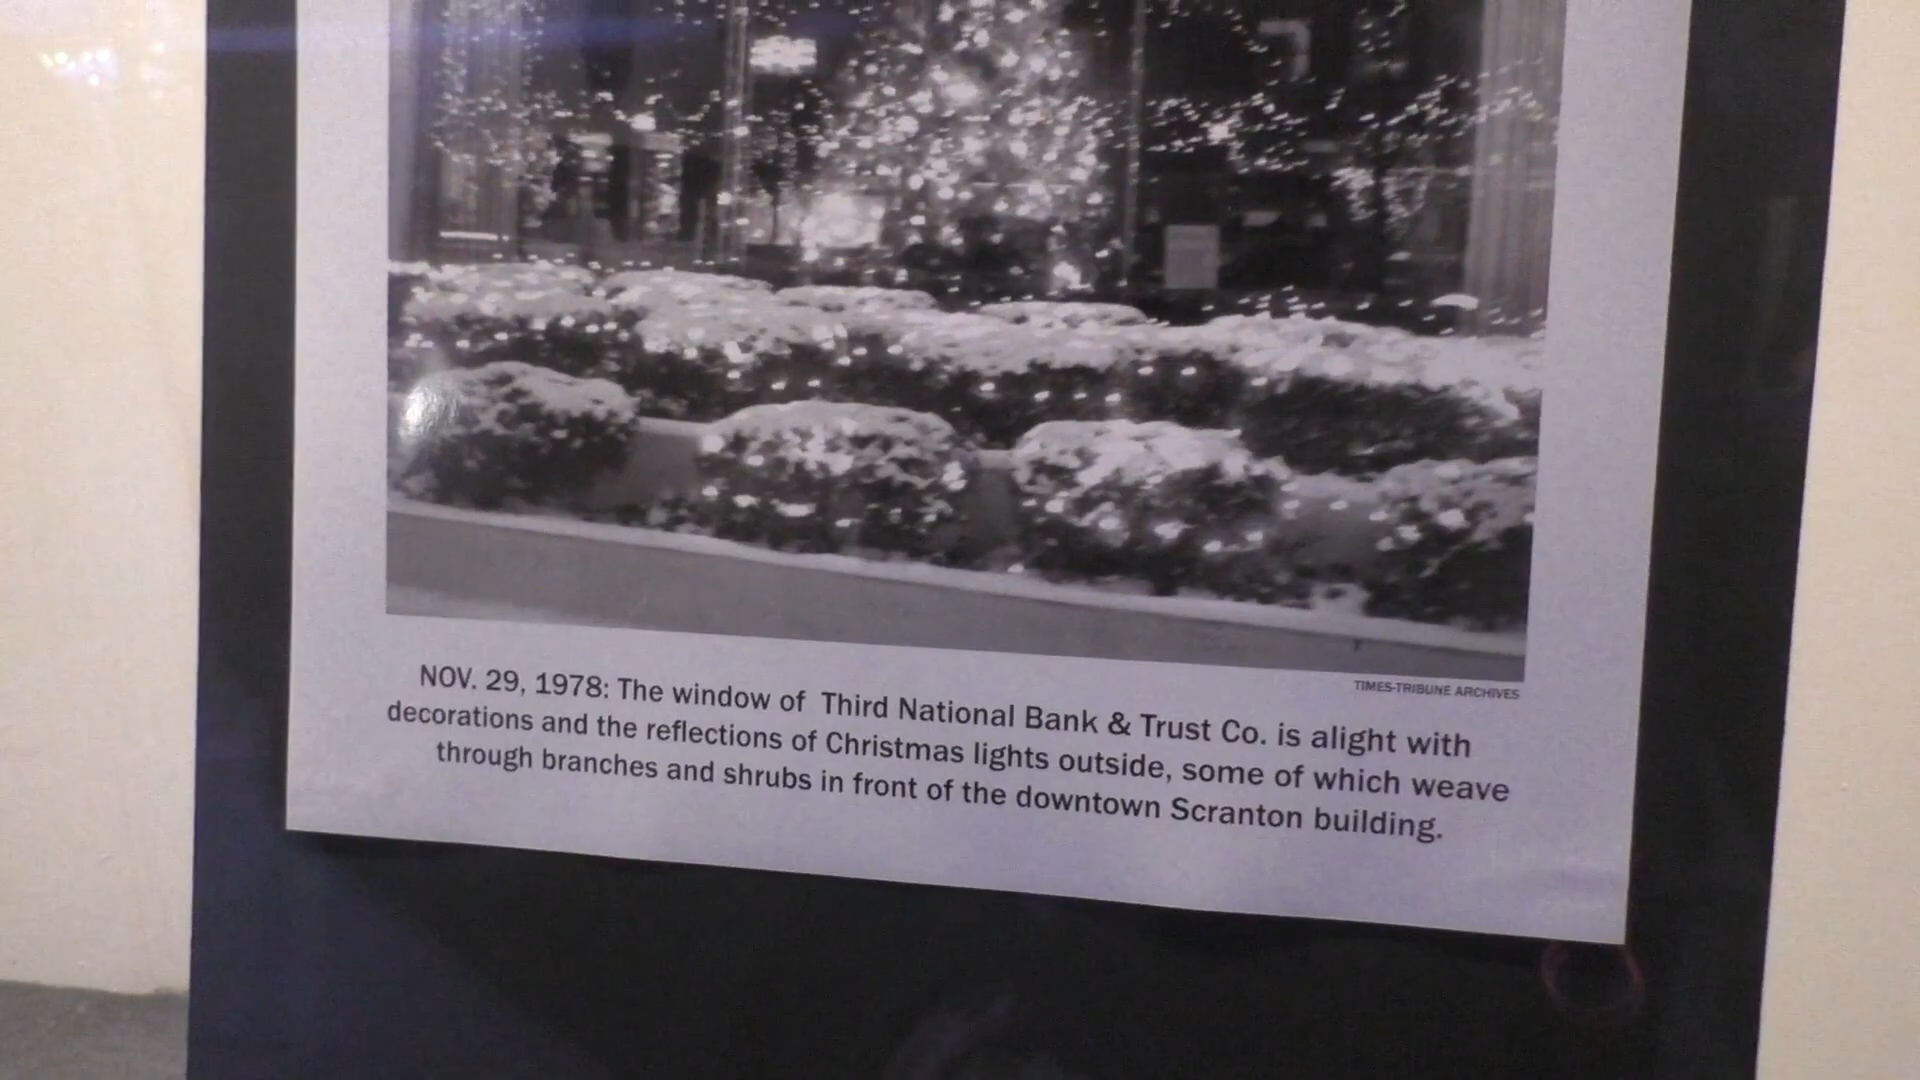 TIMES-TRIBUNE ARCHIVES
NOV. 29, 1978: The window of Third National Bank & Trust Co. is alight with
decorations and the reflections of Christmas lights outside, some of which weave
through branches and shrubs in front of the downtown Scranton building.